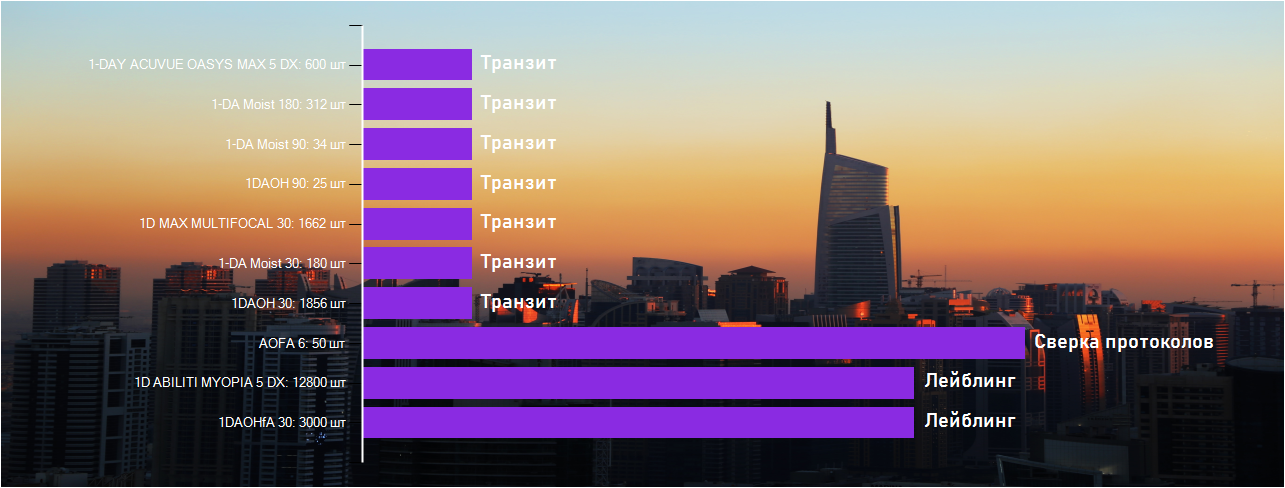 1-DAY ACUVUE OASYS MAX 5 DX: 600 шт Транзит
1-DA Moist 180: 312 шт Транзит
1-DA Moist 90: 34 шт Транзит
1DAOH 90: 25 шт Транзит
1D MAX MULTIFOCAL 30: 1662 шт Транзит
1-DA Moist 30: 180 шт Транзит
1DAOH 30: 1856 шт Транзит
AOFA 6: 50 шт Сверка протоколов
1D ABILITI MYOPIA 5 DX: 12800 шт Лейблинг
1DAOHfA 30: 3000 шт Лейблинг